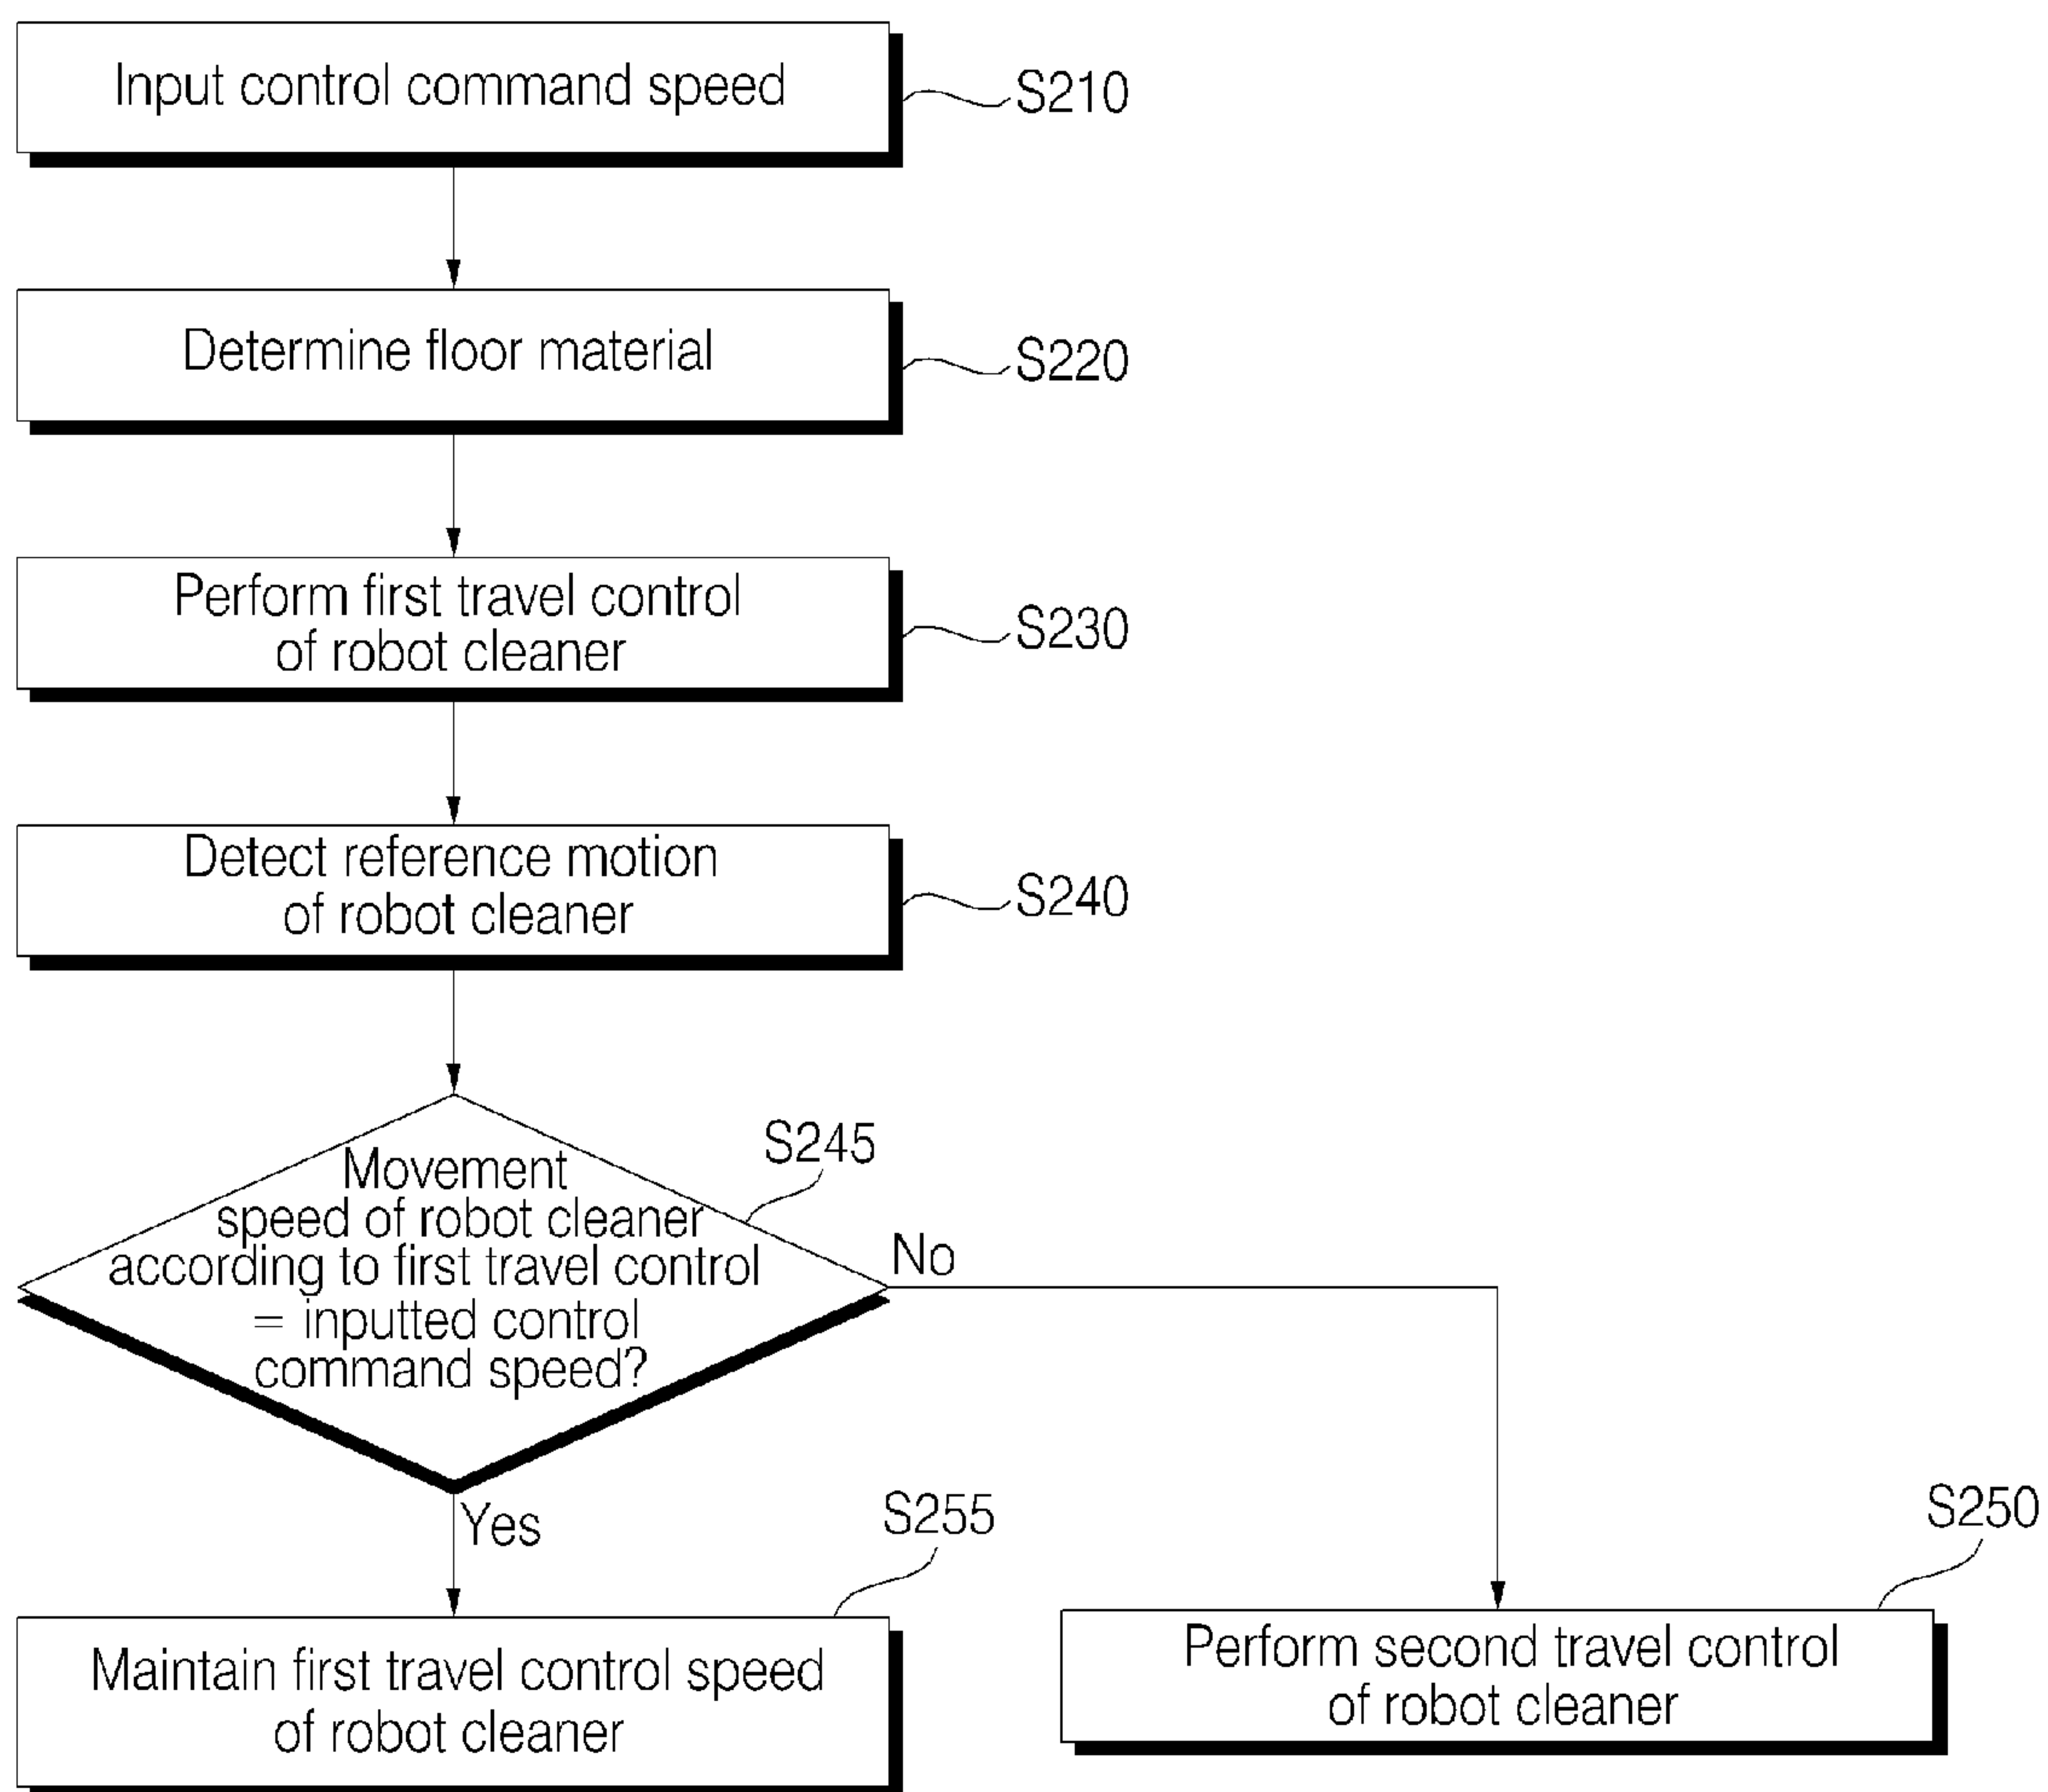 Input control command speed
S210
Determine floor material
S220
Perform first travel control
of robot cleaner
S230
Detect reference motion
of robot cleaner
S240
Movement
speed of robot cleaner
according to first travel control
= inputted control
command speed?
S245
No
Yes
S255
Maintain first travel control speed
of robot cleaner
S250
Perform second travel control
of robot cleaner